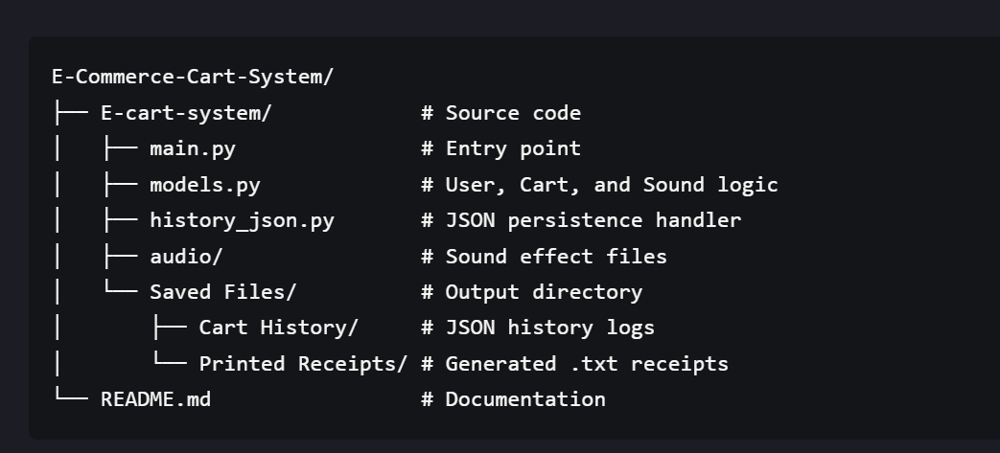 E-Commerce-Cart-System/
├── E-cart-system/            # Source code
│   ├── main.py               # Entry point
│   ├── models.py             # User, Cart, and Sound logic
│   ├── history_json.py       # JSON persistence handler
│   ├── audio/                # Sound effect files
│   └── Saved Files/          # Output directory
│       ├── Cart History/     # JSON history logs
│       └── Printed Receipts/ # Generated .txt receipts
└── README.md                 # Documentation